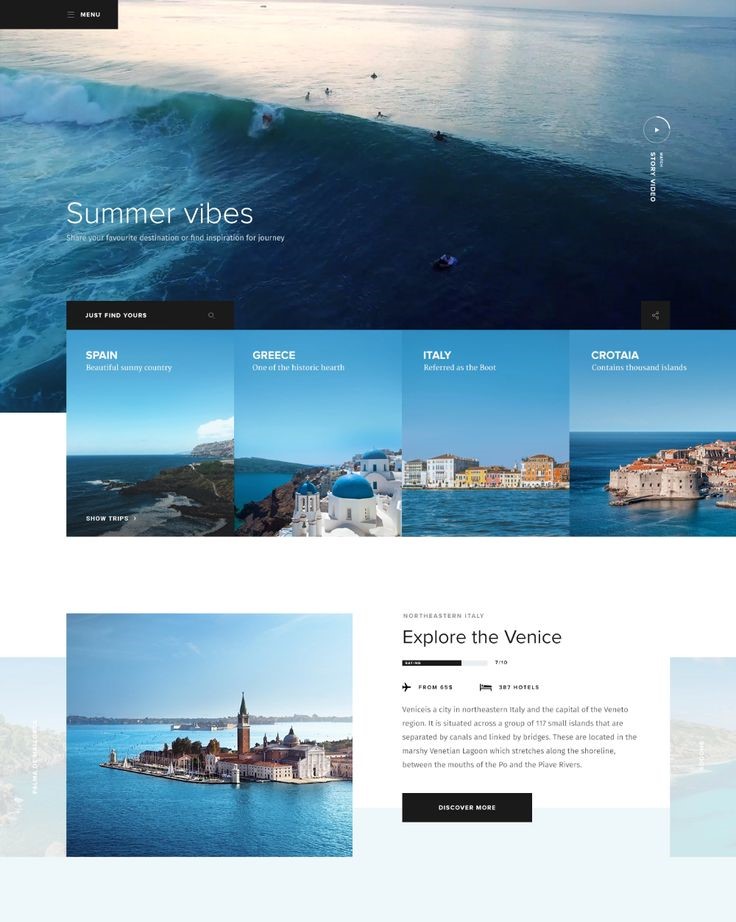 MENU
WATCH
STORY VIDEO
Summer vibes
Share your favourite destination or find inspiration for journey
JUST FIND YOURS
SPAIN
Beautiful sunny country
GREECE
One of the historic hearth
ITALY
Referred as the Boot
CROTAIA
Contains thousand islands
SHOW TRIPS
NORTHEASTERN ITALY
Explore the Venice
RATING
7/10
FROM 65$
387 HOTELS
Veniceis a city in northeastern Italy and the capital of the Veneto
region. It is situated across a group of 117 small islands that are
separated by canals and linked by bridges. These are located in the
marshy Venetian Lagoon which stretches along the shoreline,
between the mouths of the Po and the Piave Rivers.
DISCOVER MORE
PALMA DE MALLORCA